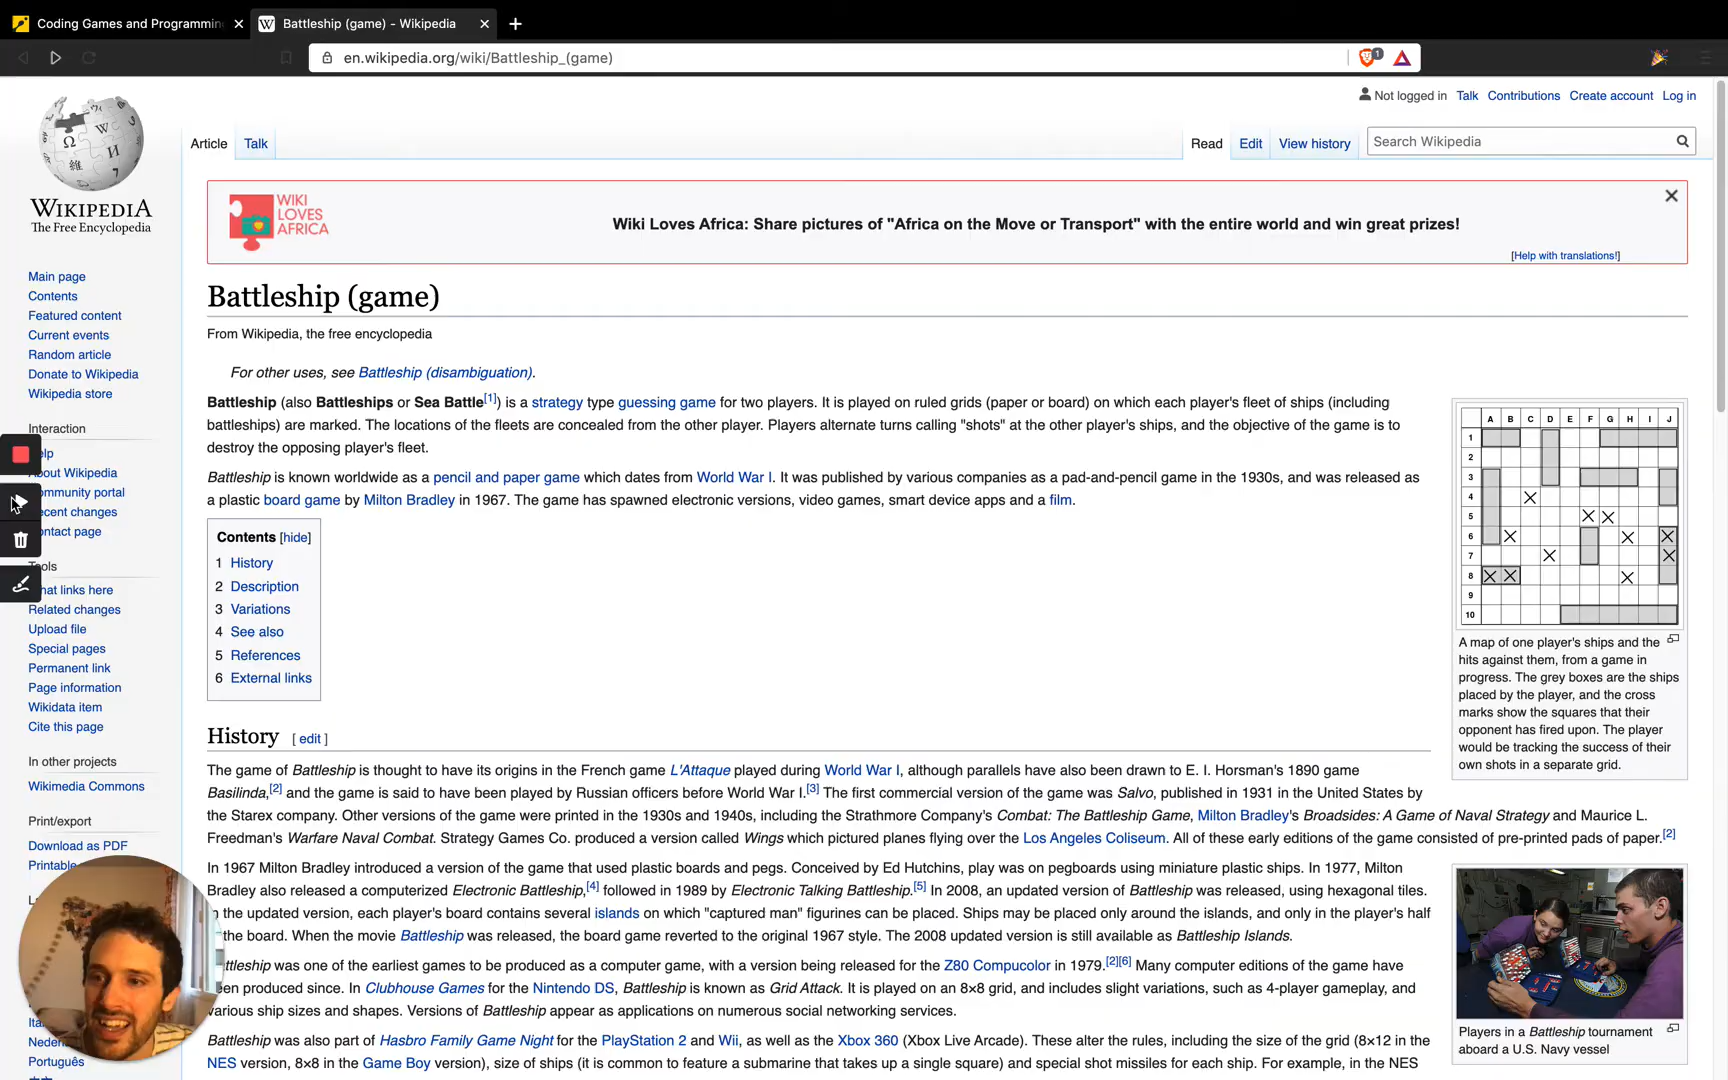 Coding Games and Programmin
Battleship (game) - Wikipedia
en.wikipedia.org/wiki/Battleship_(game)
1
Not logged in Talk Contributions Create account Log in
WIKIPEDIA
The Free Encyclopedia
Article Talk
Read Edit View history
Search Wikipedia
WIKI
LOVES
AFRICA
Wiki Loves Africa: Share pictures of "Africa on the Move or Transport" with the entire world and win great prizes!
[Help with translations!]
Main page
Contents
Featured content
Current events
Random article
Donate to Wikipedia
Wikipedia store
Interaction
elp
About Wikipedia
ommunity portal
ecent changes
ontact page
Tools
hat links here
Related changes
Upload file
Special pages
Permanent link
Page information
Wikidata item
Cite this page
In other projects
Wikimedia Commons
Print/export
Download as PDF
Printable
Nederl
Português
Battleship (game)
From Wikipedia, the free encyclopedia
For other uses, see Battleship (disambiguation).
Battleship (also Battleships or Sea Battle[1]) is a strategy type guessing game for two players. It is played on ruled grids (paper or board) on which each player's fleet of ships (including
battleships) are marked. The locations of the fleets are concealed from the other player. Players alternate turns calling "shots" at the other player's ships, and the objective of the game is to
destroy the opposing player's fleet.
Battleship is known worldwide as a pencil and paper game which dates from World War I. It was published by various companies as a pad-and-pencil game in the 1930s, and was released as
a plastic board game by Milton Bradley in 1967. The game has spawned electronic versions, video games, smart device apps and a film.
Contents [hide]
1 History
2 Description
3 Variations
4 See also
5 References
6 External links
A B C D E F G H I J
1
2
3
4
5
6
7
8
9
10
A map of one player's ships and the
hits against them, from a game in
progress. The grey boxes are the ships
placed by the player, and the cross
marks show the squares that their
opponent has fired upon. The player
would be tracking the success of their
own shots in a separate grid.
History [ edit ]
The game of Battleship is thought to have its origins in the French game L'Attaque played during World War I, although parallels have also been drawn to E. I. Horsman's 1890 game
Basilinda,[2] and the game is said to have been played by Russian officers before World War I.[3] The first commercial version of the game was Salvo, published in 1931 in the United States by
the Starex company. Other versions of the game were printed in the 1930s and 1940s, including the Strathmore Company's Combat: The Battleship Game, Milton Bradley's Broadsides: A Game of Naval Strategy and Maurice L.
Freedman's Warfare Naval Combat. Strategy Games Co. produced a version called Wings which pictured planes flying over the Los Angeles Coliseum. All of these early editions of the game consisted of pre-printed pads of paper.[2]
In 1967 Milton Bradley introduced a version of the game that used plastic boards and pegs. Conceived by Ed Hutchins, play was on pegboards using miniature plastic ships. In 1977, Milton
Bradley also released a computerized Electronic Battleship,[4] followed in 1989 by Electronic Talking Battleship.[5] In 2008, an updated version of Battleship was released, using hexagonal tiles.
n the updated version, each player's board contains several islands on which "captured man" figurines can be placed. Ships may be placed only around the islands, and only in the player's half
the board. When the movie Battleship was released, the board game reverted to the original 1967 style. The 2008 updated version is still available as Battleship Islands.
ttleship was one of the earliest games to be produced as a computer game, with a version being released for the Z80 Compucolor in 1979.[2][6] Many computer editions of the game have
een produced since. In Clubhouse Games for the Nintendo DS, Battleship is known as Grid Attack. It is played on an 8×8 grid, and includes slight variations, such as 4-player gameplay, and
various ship sizes and shapes. Versions of Battleship appear as applications on numerous social networking services.
Battleship was also part of Hasbro Family Game Night for the PlayStation 2 and Wii, as well as the Xbox 360 (Xbox Live Arcade). These alter the rules, including the size of the grid (8×12 in the
NES version, 8×8 in the Game Boy version), size of ships (it is common to feature a submarine that takes up a single square) and special shot missiles for each ship. For example, in the NES
Players in a Battleship tournament
aboard a U.S. Navy vessel